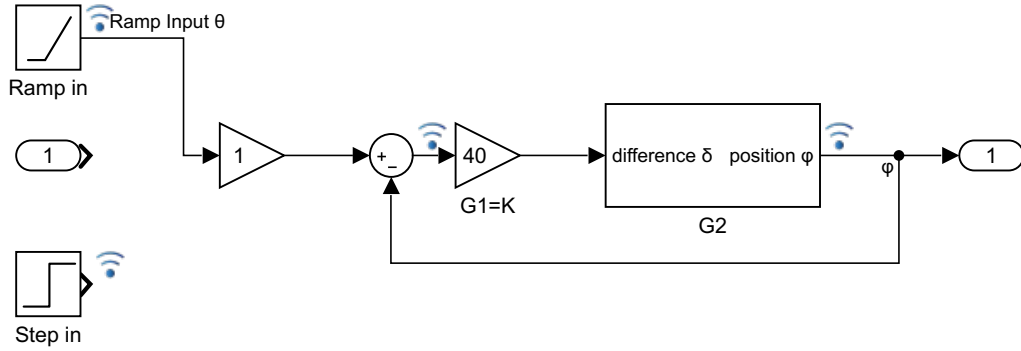 Ramp Input θ
Ramp in
1
1
+
−
40
G1=K
difference δ position φ
G2
φ
1
Step in